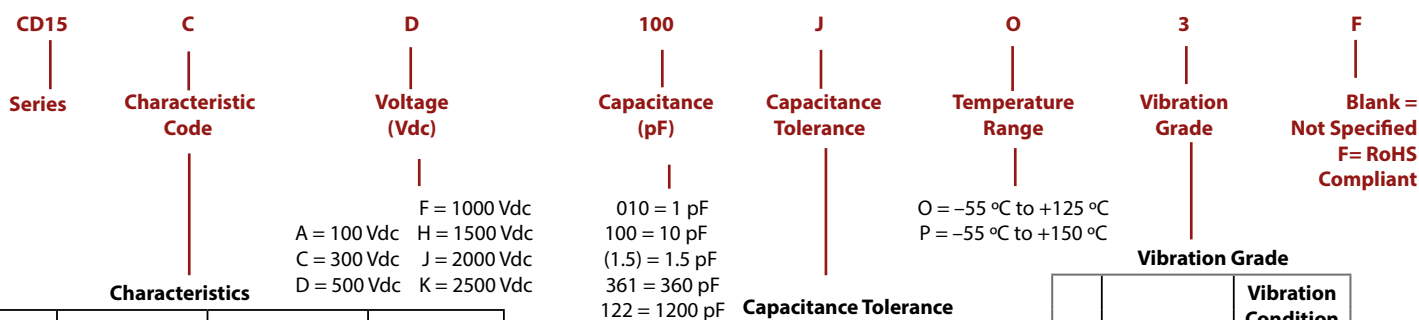 CD15 C D 100 J O 3 F
Series
Characteristic
Code
Voltage
(Vdc)
Capacitance
(pF)
Capacitance
Tolerance
Temperature
Range
Vibration
Grade
Blank =
Not Specified
F= RoHS
Compliant
F = 1000 Vdc
A = 100 Vdc H = 1500 Vdc
C = 300 Vdc J = 2000 Vdc
D = 500 Vdc K = 2500 Vdc
010 = 1 pF
100 = 10 pF
(1.5) = 1.5 pF
361 = 360 pF
122 = 1200 pF
O = –55 ºC to +125 ºC
P = –55 ºC to +150 ºC
Characteristics
Capacitance Tolerance
Vibration Grade
Vibration
Condition